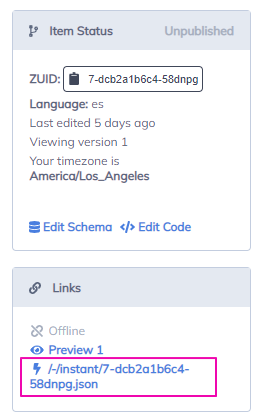 Item Status Unpublished
ZUID: 7-dcb2a1b6c4-58dnpg
Language: es
Last edited 5 days ago
Viewing version 1
Your timezone is
America/Los_Angeles
Edit Schema Edit Code
Links
Offline
Preview 1
/-/instant/7-dcb2a1b6c4-
58dnpg.json